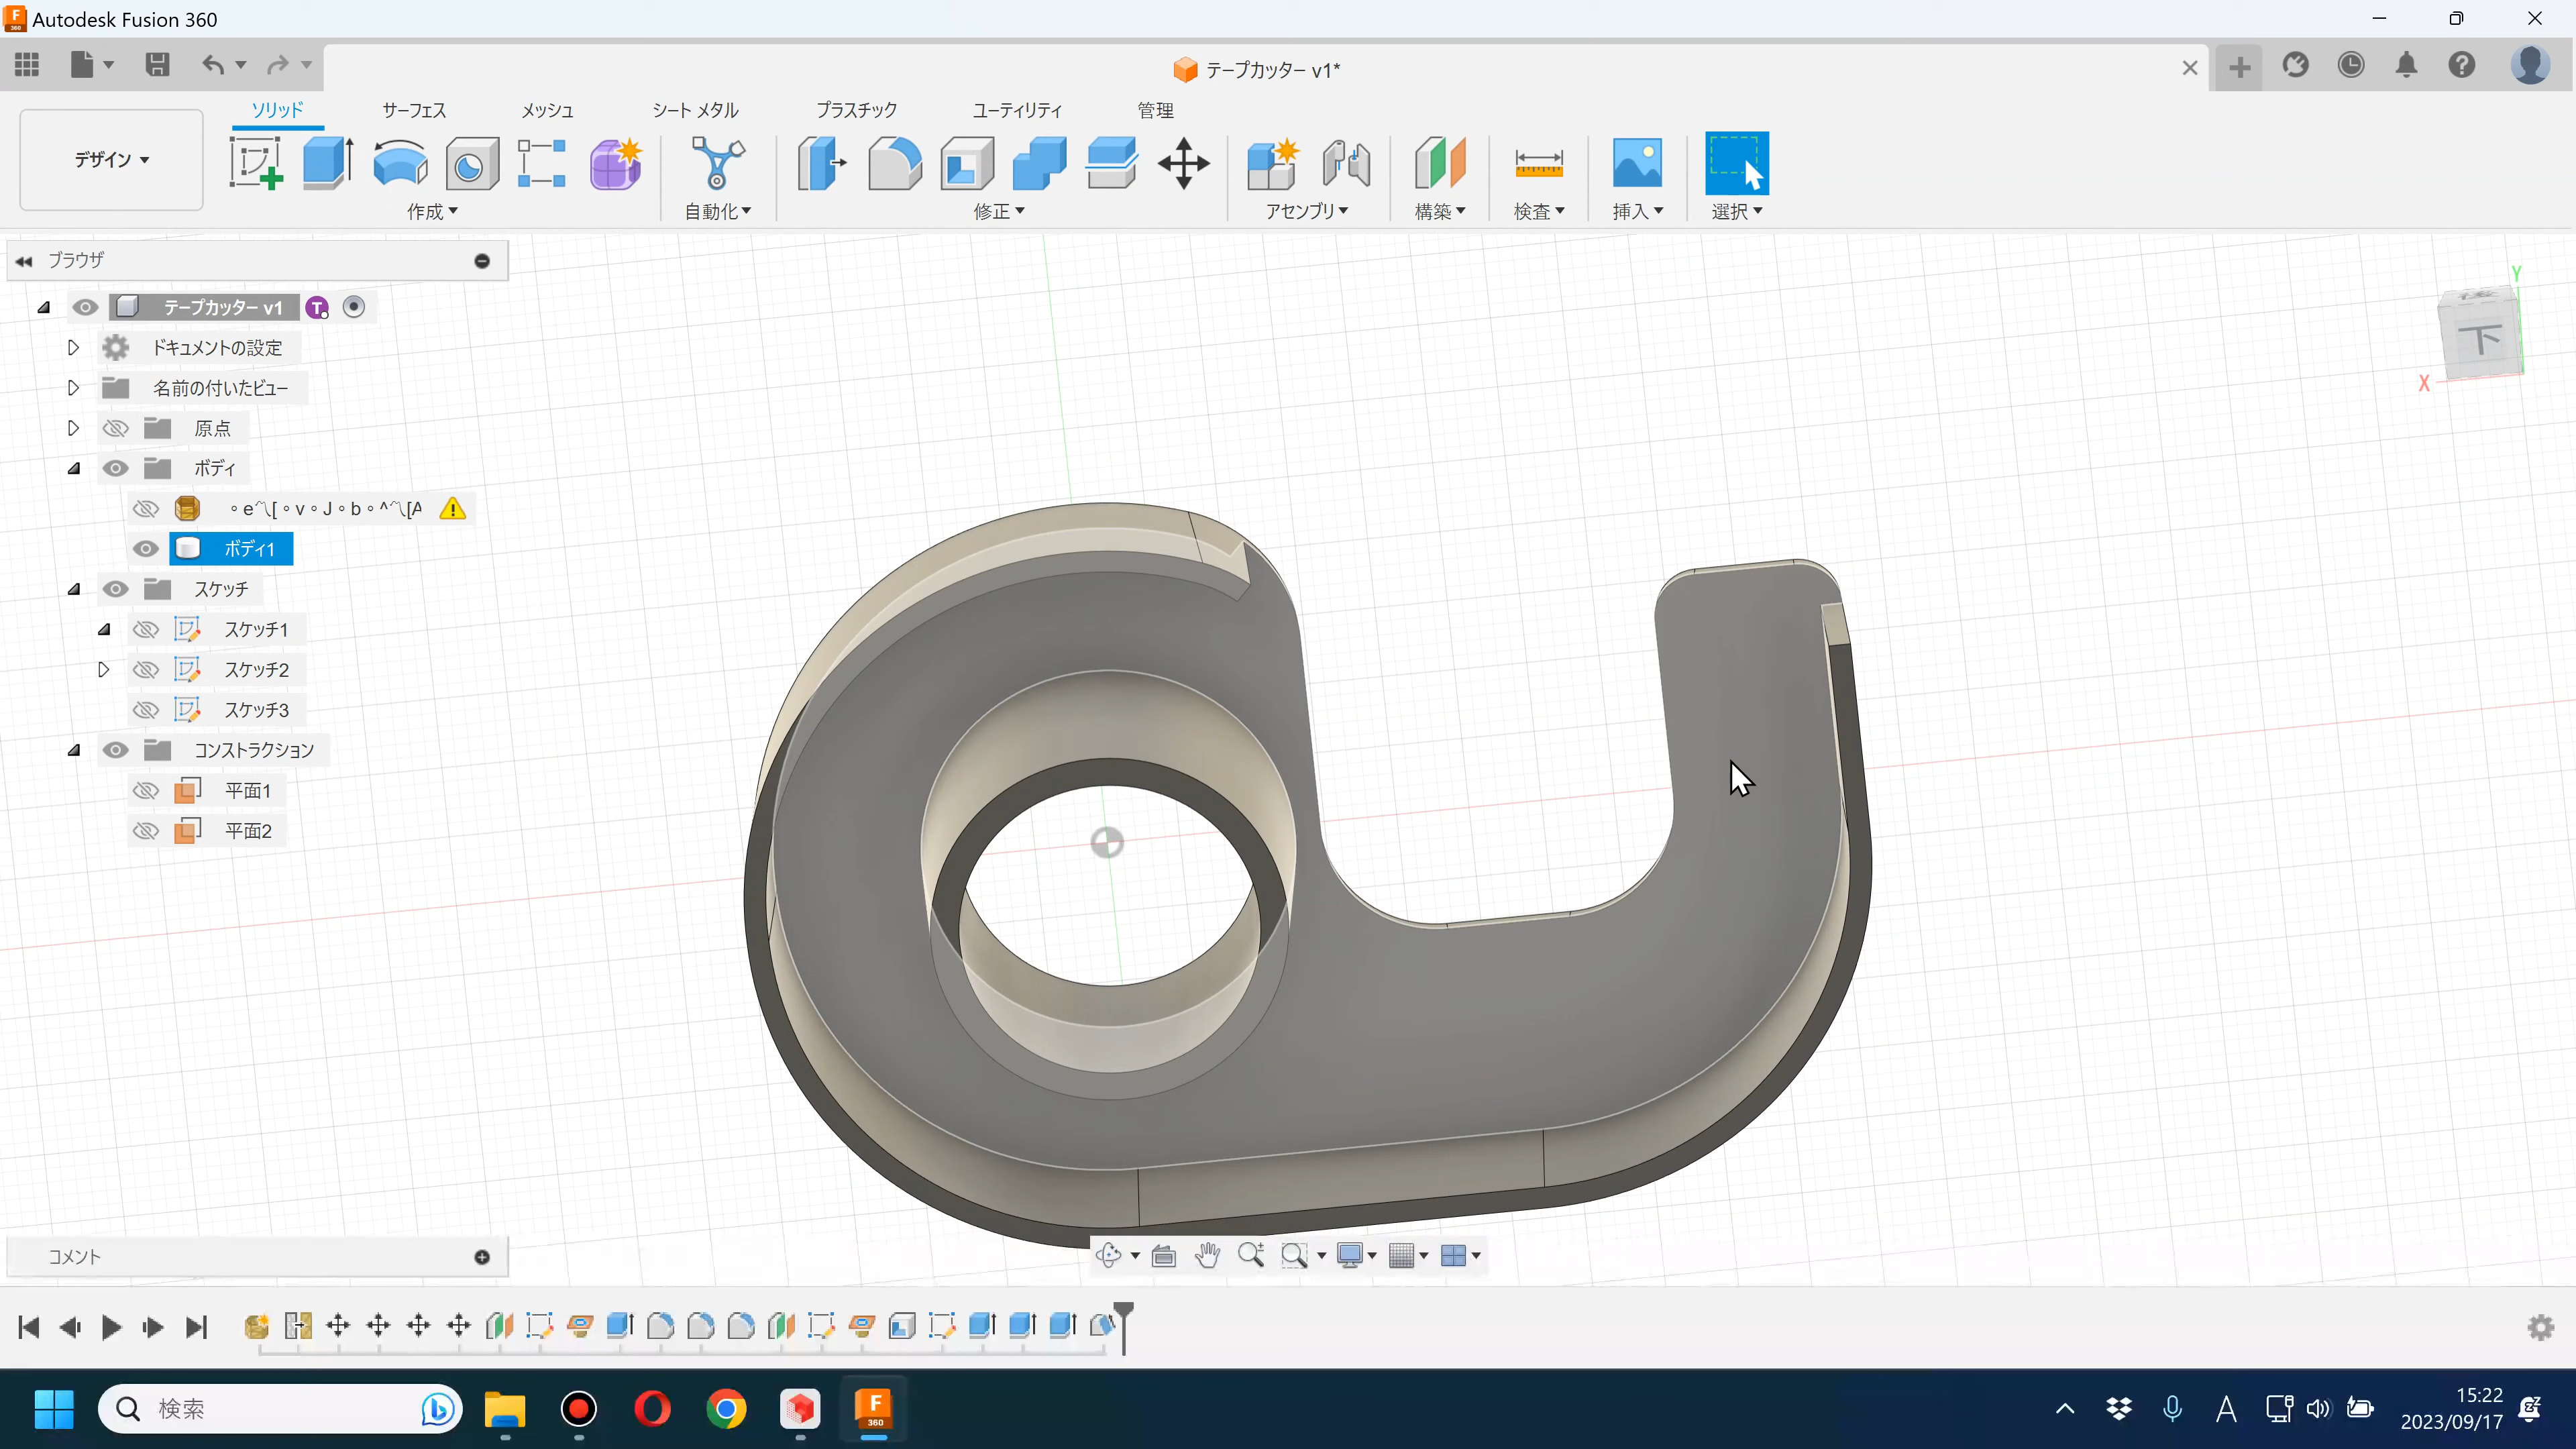 Autodesk Fusion 360
テープカッター v1*
ソリッド サーフェス メッシュ シート メタル プラスチック ユーティリティ 管理
デザイン
作成 自動化 修正 アセンブリ 構築 検査 挿入 選択
ブラウザ
テープカッター v1
ドキュメントの設定
名前の付いたビュー
原点
ボディ
ボディ1
スケッチ
スケッチ1
スケッチ2
スケッチ3
コンストラクション
平面1
平面2
コメント
Y
下
X
検索
F
360
A
15:22
2023/09/17